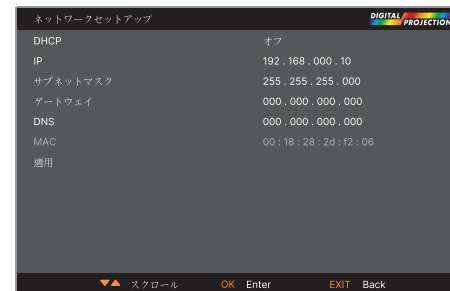 ネットワークセットアップ
DIGITAL PROJECTION
DHCP オフ
IP 192 . 168 . 000 . 10
サブネットマスク 255 . 255 . 255 . 000
ゲートウェイ 000 . 000 . 000 . 000
DNS 000 . 000 . 000 . 000
MAC 00 : 18 : 28 : 2d : f2 : 06
適用
▼▲ スクロール OK Enter EXIT Back